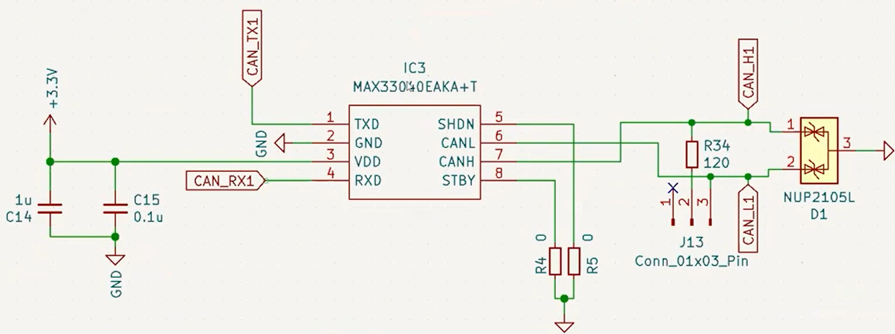 CAN_TX1
IC3
MAX33040EAKA+T
+3.3V
1 TXD SHDN 5
GND 2 GND CANL 6
3 VDD CANH 7
CAN_RX1 4 RXD STBY 8
1u
C14
C15
0.1u
GND
R4 0
R5 0
CAN_H1
R34
120
1 2 3
J13
Conn_01x03_Pin
CAN_L1
1
2
3
NUP2105L
D1